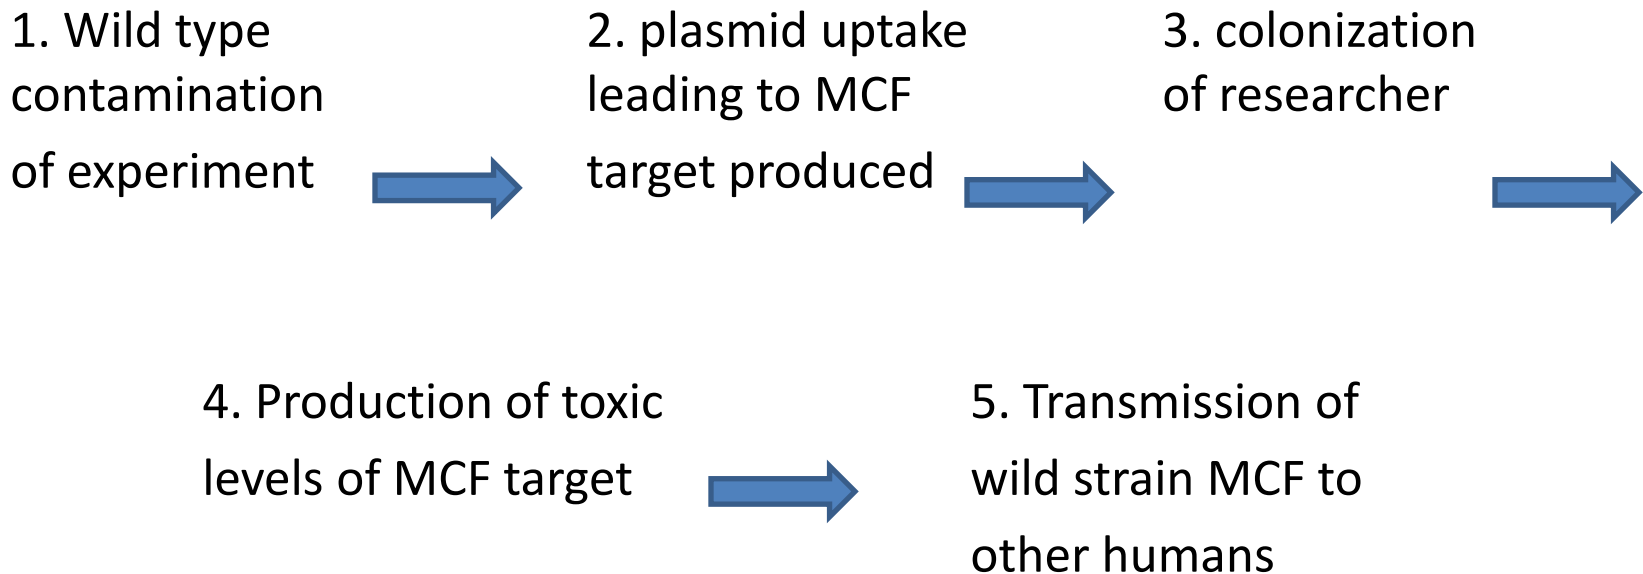 1. Wild type
contamination
of experiment
2. plasmid uptake
leading to MCF
target produced
3. colonization
of researcher
4. Production of toxic
levels of MCF target
5. Transmission of
wild strain MCF to
other humans